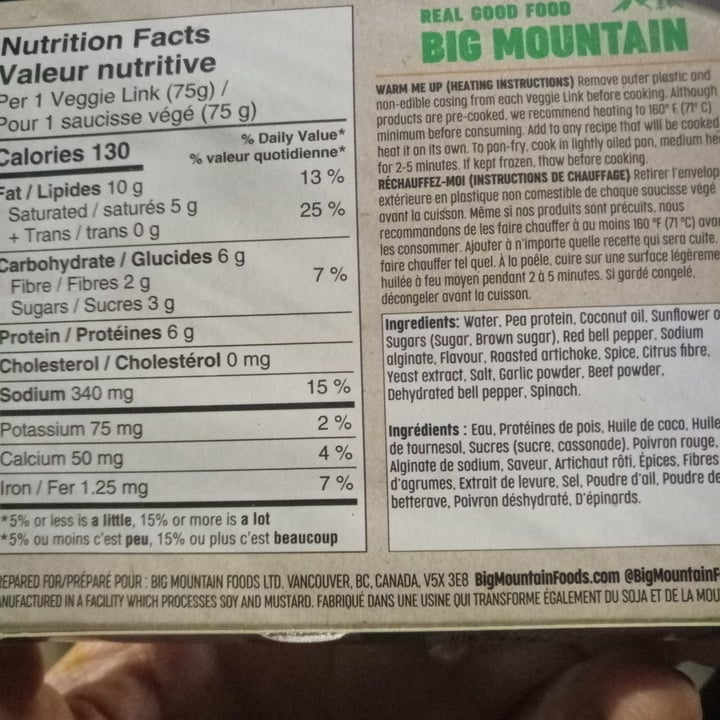 Nutrition Facts
Valeur nutritive
Per 1 Veggie Link (75g) /
Pour 1 saucisse végé (75 g)
% Daily Value*
Calories 130
% valeur quotidienne*
Fat / Lipides 10 g 13 %
Saturated / saturés 5 g 25 %
+ Trans / trans 0 g
Carbohydrate / Glucides 6 g
Fibre / Fibres 2 g 7 %
Sugars / Sucres 3 g
Protein / Protéines 6 g
Cholesterol / Cholestérol 0 mg
Sodium 340 mg 15 %
Potassium 75 mg 2 %
Calcium 50 mg 4 %
Iron / Fer 1.25 mg 7 %
*5% or less is a little, 15% or more is a lot
*5% ou moins c'est peu, 15% ou plus c'est beaucoup
REAL GOOD FOOD
BIG MOUNTAIN
WARM ME UP (HEATING INSTRUCTIONS) Remove outer plastic and
non-edible casing from each Veggie Link before cooking. Although
products are pre-cooked, we recommend heating to 160° F (71° C)
minimum before consuming. Add to any recipe that will be cooked
heat it on its own. To pan-fry, cook in lightly oiled pan, medium
for 2-5 minutes. If kept frozen, thaw before cooking.
RÉCHAUFFEZ-MOI (INSTRUCTIONS DE CHAUFFAGE) Retirer l'envelop
extérieure en plastique non comestible de chaque saucisse végé
avant la cuisson. Même si nos produits sont précuits, nous
recommandons de les faire chauffer à au moins 160 °F (71 °C) avan
les consommer. Ajouter à n'importe quelle recette qui sera cuite.
faire chauffer tel quel. À la poêle, cuire sur une surface légèreme
huilée à feu moyen pendant 2 à 5 minutes. Si gardé congelé,
décongeler avant la cuisson.
Ingredients: Water, Pea protein, Coconut oil, Sunflower o
Sugars (Sugar, Brown sugar), Red bell pepper, Sodium
alginate, Flavour, Roasted artichoke, Spice, Citrus fibre,
Yeast extract, Salt, Garlic powder, Beet powder,
Dehydrated bell pepper, Spinach.
Ingrédients : Eau, Protéines de pois, Huile de coco, Huile
de tournesol, Sucres (sucre, cassonade), Poivron rouge,
Alginate de sodium, Saveur, Artichaut rôti, Épices, Fibres
d'agrumes, Extrait de levure, Sel, Poudre d'ail, Poudre de
betterave, Poivron déshydraté, D'épinards.
REPARED FOR/PRÉPARÉ POUR : BIG MOUNTAIN FOODS LTD. VANCOUVER, BC, CANADA, V5X 3E8 BigMountainFoods.com @BigMountainF
ANUFACTURED IN A FACILITY WHICH PROCESSES SOY AND MUSTARD. FABRIQUÉ DANS UNE USINE QUI TRANSFORME ÉGALEMENT DU SOJA ET DE LA MOU